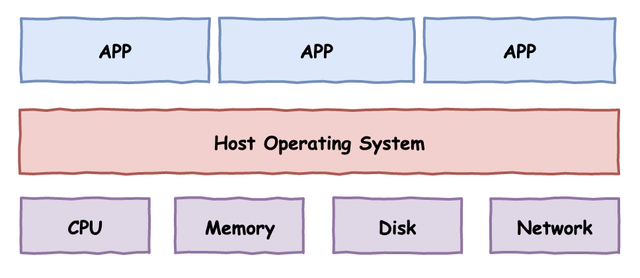 APP APP APP
Host Operating System
CPU Memory Disk Network